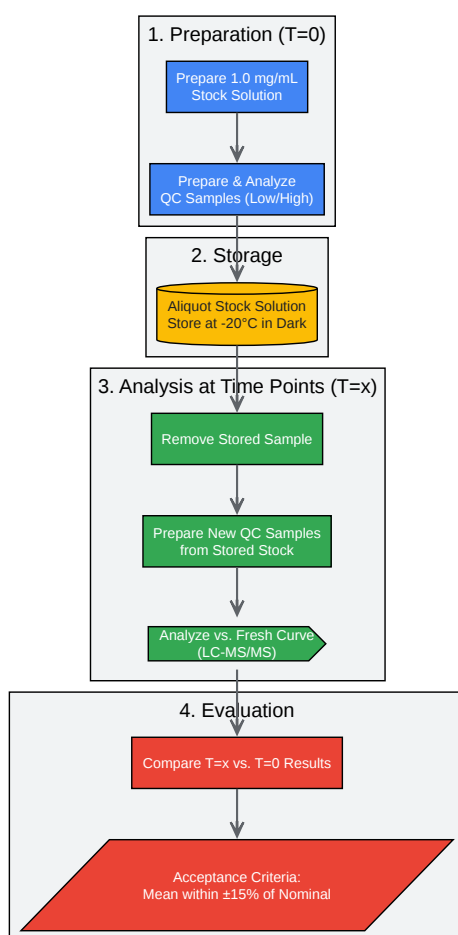 1. Preparation (T=0)
Prepare 1.0 mg/mL
Stock Solution
Prepare & Analyze
QC Samples (Low/High)
2. Storage
Aliquot Stock Solution
Store at -20°C in Dark
3. Analysis at Time Points (T=x)
Remove Stored Sample
Prepare New QC Samples
from Stored Stock
Analyze vs. Fresh Curve
(LC-MS/MS)
4. Evaluation
Compare T=x vs. T=0 Results
Acceptance Criteria:
Mean within ±15% of Nominal